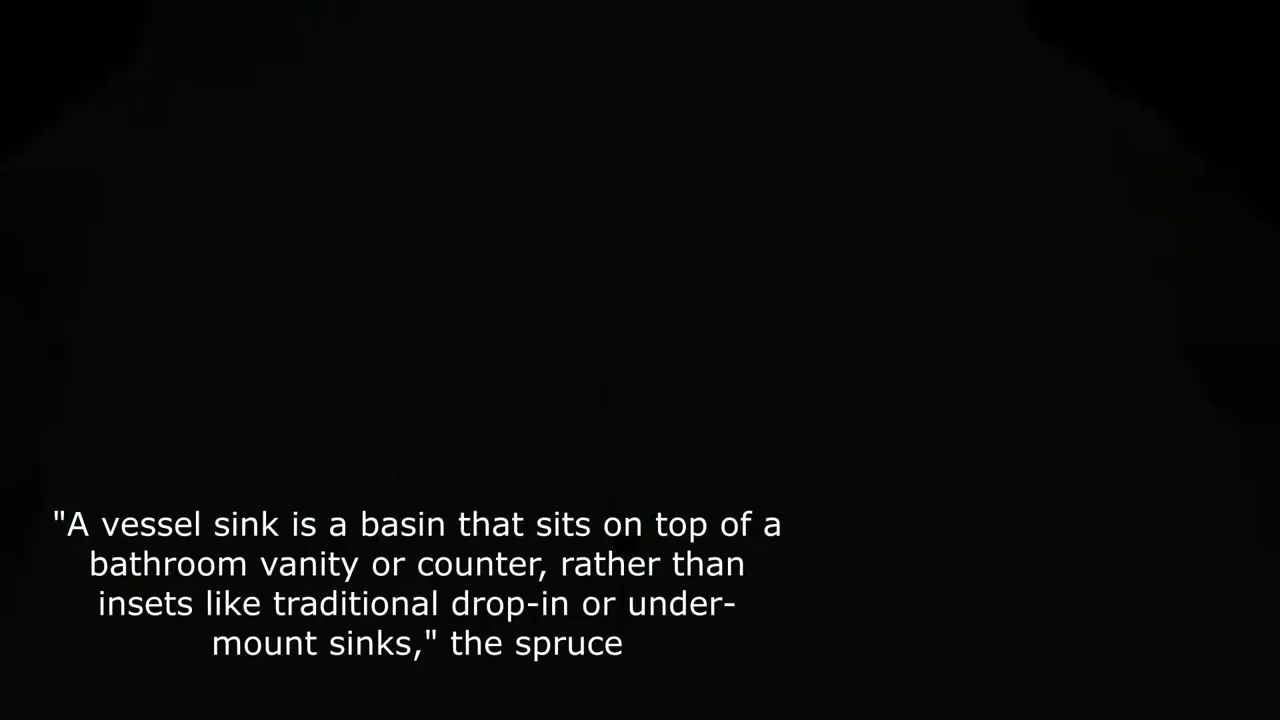 "A vessel sink is a basin that sits on top of a
bathroom vanity or counter, rather than
insets like traditional drop-in or under-
mount sinks," the spruce